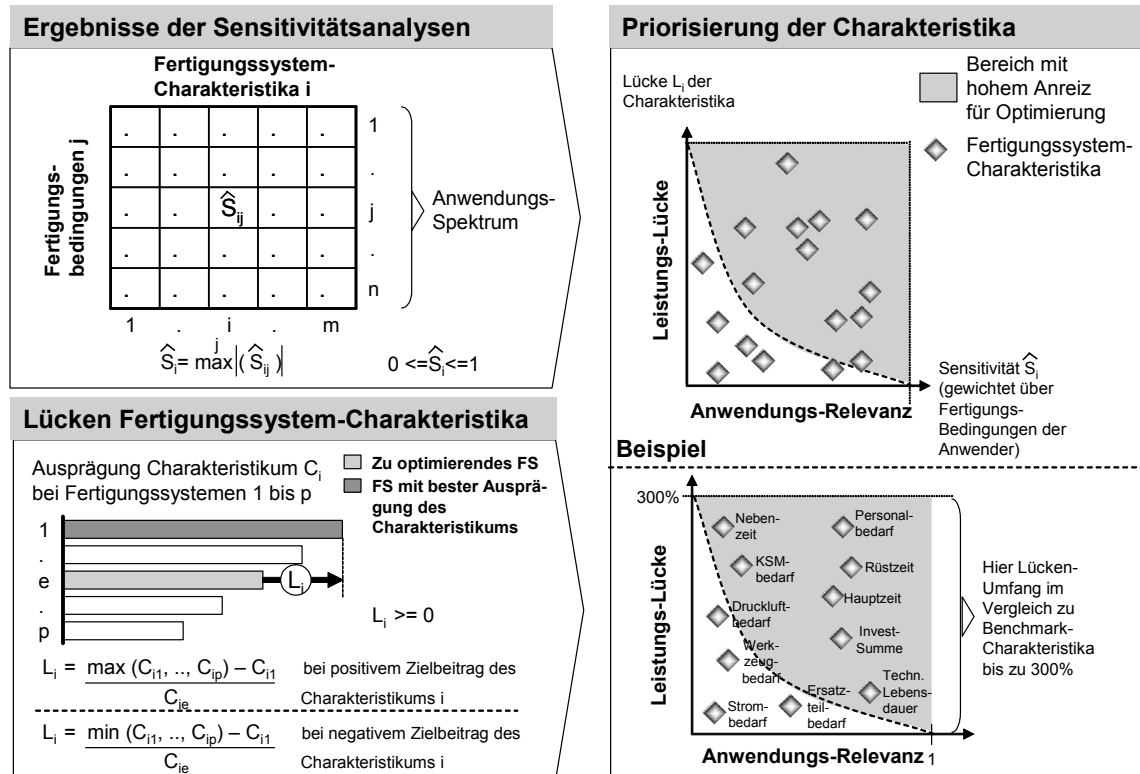 Ergebnisse der Sensitivitätsanalysen
Fertigungssystem-
Charakteristika i
Fertigungs-
bedingungen j
. . . . . 1
. . . . . .
. . Ŝij . . j
. . . . . .
. . . . . n
1 . i . m
Anwendungs-
Spektrum
j
Ŝi= max|(Ŝij)| 0 <=Ŝi<=1
Lücken Fertigungssystem-Charakteristika
Ausprägung Charakteristikum Ci
bei Fertigungssystemen 1 bis p
Zu optimierendes FS
FS mit bester Ausprä-
gung des
Charakteristikums
1
.
e
Li
.
p
Li >= 0
Li = max (Ci1, .., Cip) – Ci1 bei positivem Zielbeitrag des
Cie Charakteristikums i
Li = min (Ci1, .., Cip) – Ci1 bei negativem Zielbeitrag des
Cie Charakteristikums i
Priorisierung der Charakteristika
Lücke Li der
Charakteristika
Bereich mit
hohem Anreiz
für Optimierung
Fertigungssystem-
Charakteristika
Leistungs-Lücke
Anwendungs-Relevanz
Sensitivität Ŝi
(gewichtet über
Fertigungs-
Bedingungen der
Anwender)
Beispiel
300%
Leistungs-Lücke
Neben-
zeit
Personal-
bedarf
KSM-
bedarf
Rüstzeit
Druckluft-
bedarf
Hauptzeit
Werk-
zeug-
bedarf
Invest-
Summe
Strom-
bedarf
Ersatz-
teil-
bedarf
Techn.
Lebens-
dauer
Anwendungs-Relevanz 1
Hier Lücken-
Umfang im
Vergleich zu
Benchmark-
Charakteristika
bis zu 300%